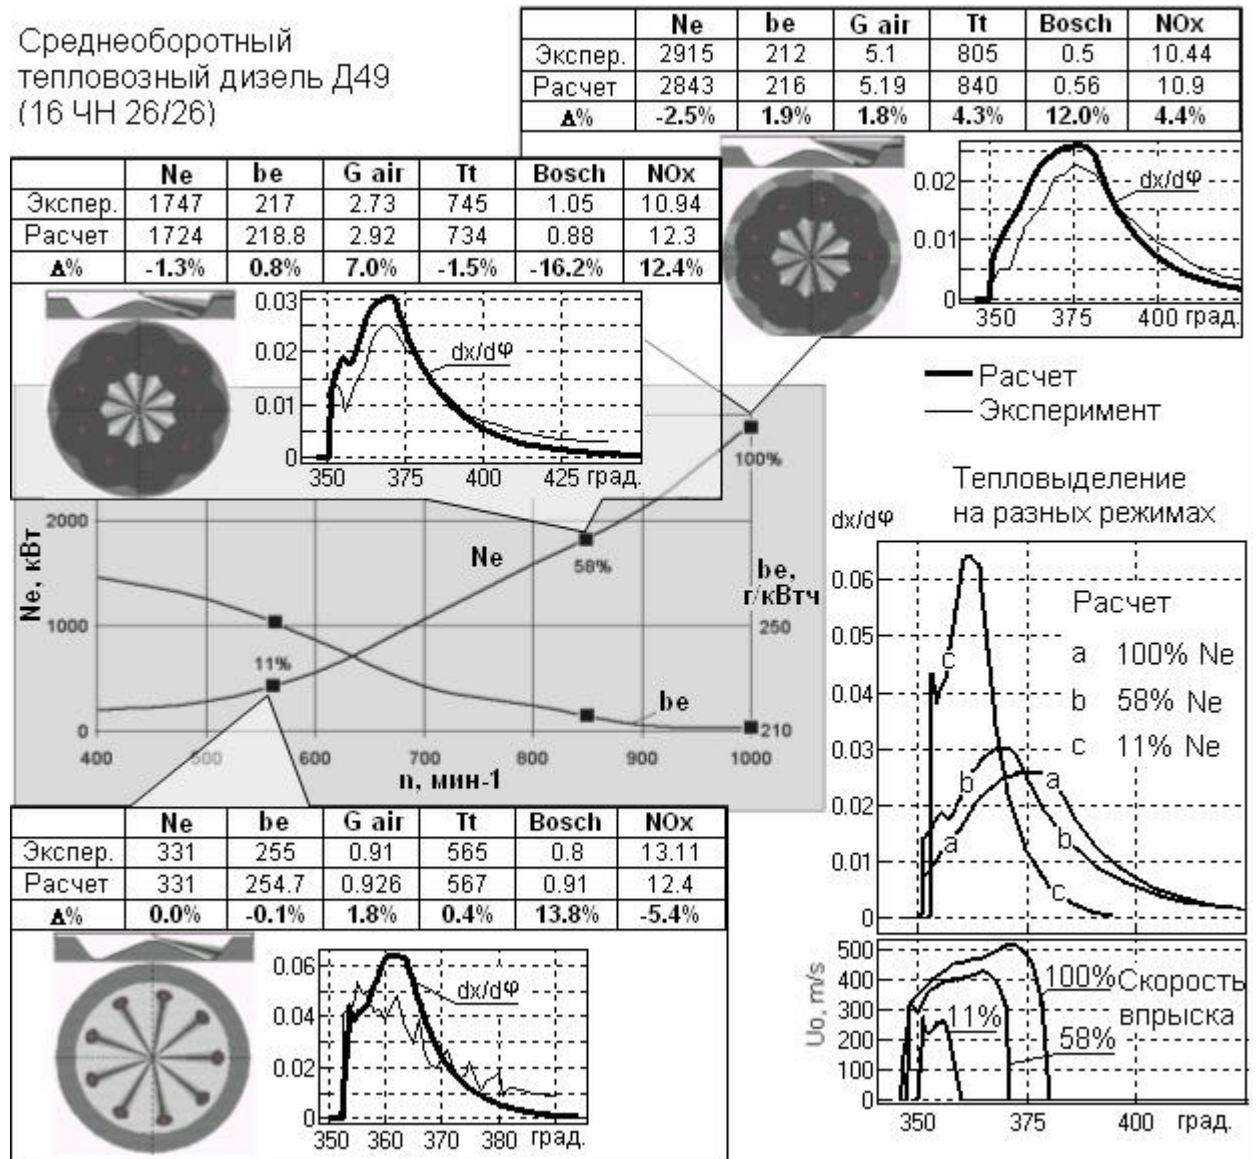 Среднеоборотный
тепловозный дизель Д49
(16 ЧН 26/26)
Ne be G air Tt Bosch NOx
Экспер. 2915 212 5.1 805 0.5 10.44
Расчет 2843 216 5.19 840 0.56 10.9
Δ% -2.5% 1.9% 1.8% 4.3% 12.0% 4.4%
0.02
0.01
0
dx/dφ
350 375 400 град.
Ne be G air Tt Bosch NOx
Экспер. 1747 217 2.73 745 1.05 10.94
Расчет 1724 218.8 2.92 734 0.88 12.3
Δ% -1.3% 0.8% 7.0% -1.5% -16.2% 12.4%
0.03
0.02
0.01
0
dx/dφ
350 375 400 425 град.
Расчет
Эксперимент
Ne, кВт
2000
1000
0
Ne
be
11%
58%
100%
be,
г/кВтч
250
210
400 500 600 700 800 900 1000
n, мин-1
Тепловыделение
на разных режимах
dx/dφ
0.06
0.05
0.04
0.03
0.02
0.01
0
Расчет
a 100% Ne
b 58% Ne
c 11% Ne
c
b
a
a
b
c
350 375 400
Ne be G air Tt Bosch NOx
Экспер. 331 255 0.91 565 0.8 13.11
Расчет 331 254.7 0.926 567 0.91 12.4
Δ% 0.0% -0.1% 1.8% 0.4% 13.8% -5.4%
0.06
0.04
0.02
0
dx/dφ
350 360 370 380 град.
Uo, m/s
500
400
300
200
100
0
100%
58%
11%
Скорость
впрыска
350 375 400 град.